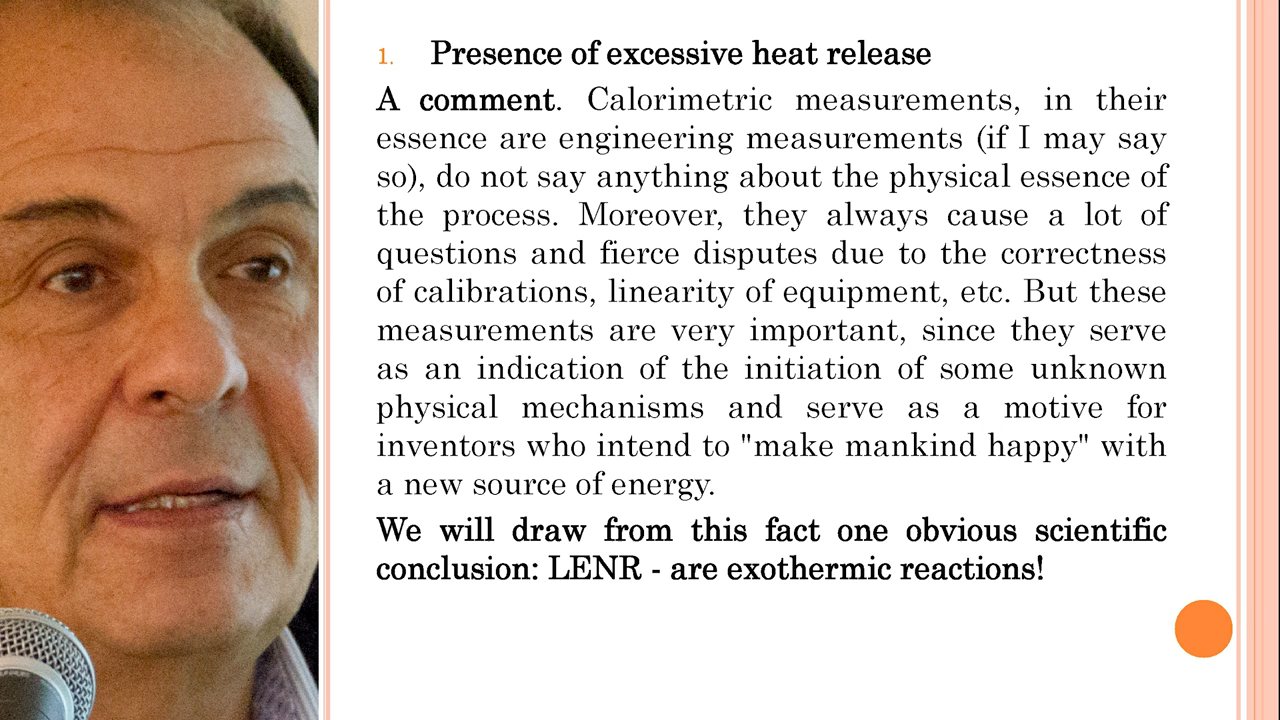 1. Presence of excessive heat release
A comment. Calorimetric measurements, in their
essence are engineering measurements (if I may say
so), do not say anything about the physical essence of
the process. Moreover, they always cause a lot of
questions and fierce disputes due to the correctness
of calibrations, linearity of equipment, etc. But these
measurements are very important, since they serve
as an indication of the initiation of some unknown
physical mechanisms and serve as a motive for
inventors who intend to "make mankind happy" with
a new source of energy.
We will draw from this fact one obvious scientific
conclusion: LENR - are exothermic reactions!